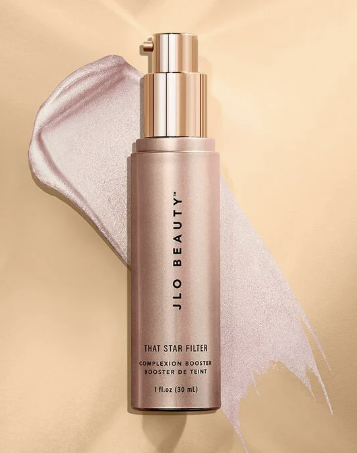 JLO BEAUTY™
THAT STAR FILTER
COMPLEXION BOOSTER
BOOSTER DE TEINT
1 fl.oz (30 mL)